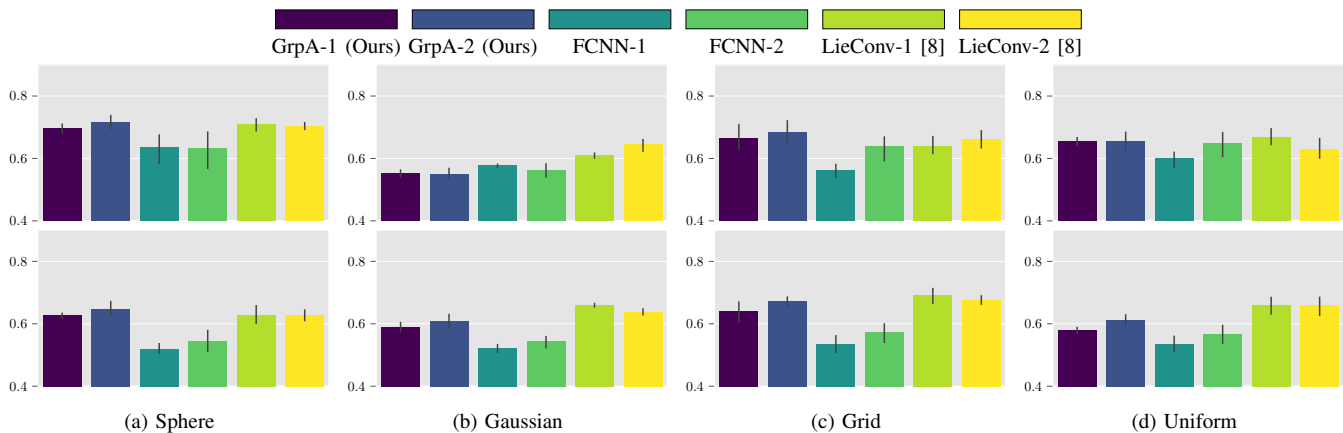 GrpA-1 (Ours) GrpA-2 (Ours) FCNN-1 FCNN-2 LieConv-1 [8] LieConv-2 [8]
0.8 0.8 0.8 0.8
0.6 0.6 0.6 0.6
0.4 0.4 0.4 0.4
0.8 0.8 0.8 0.8
0.6 0.6 0.6 0.6
0.4 0.4 0.4 0.4
(a) Sphere (b) Gaussian (c) Grid (d) Uniform